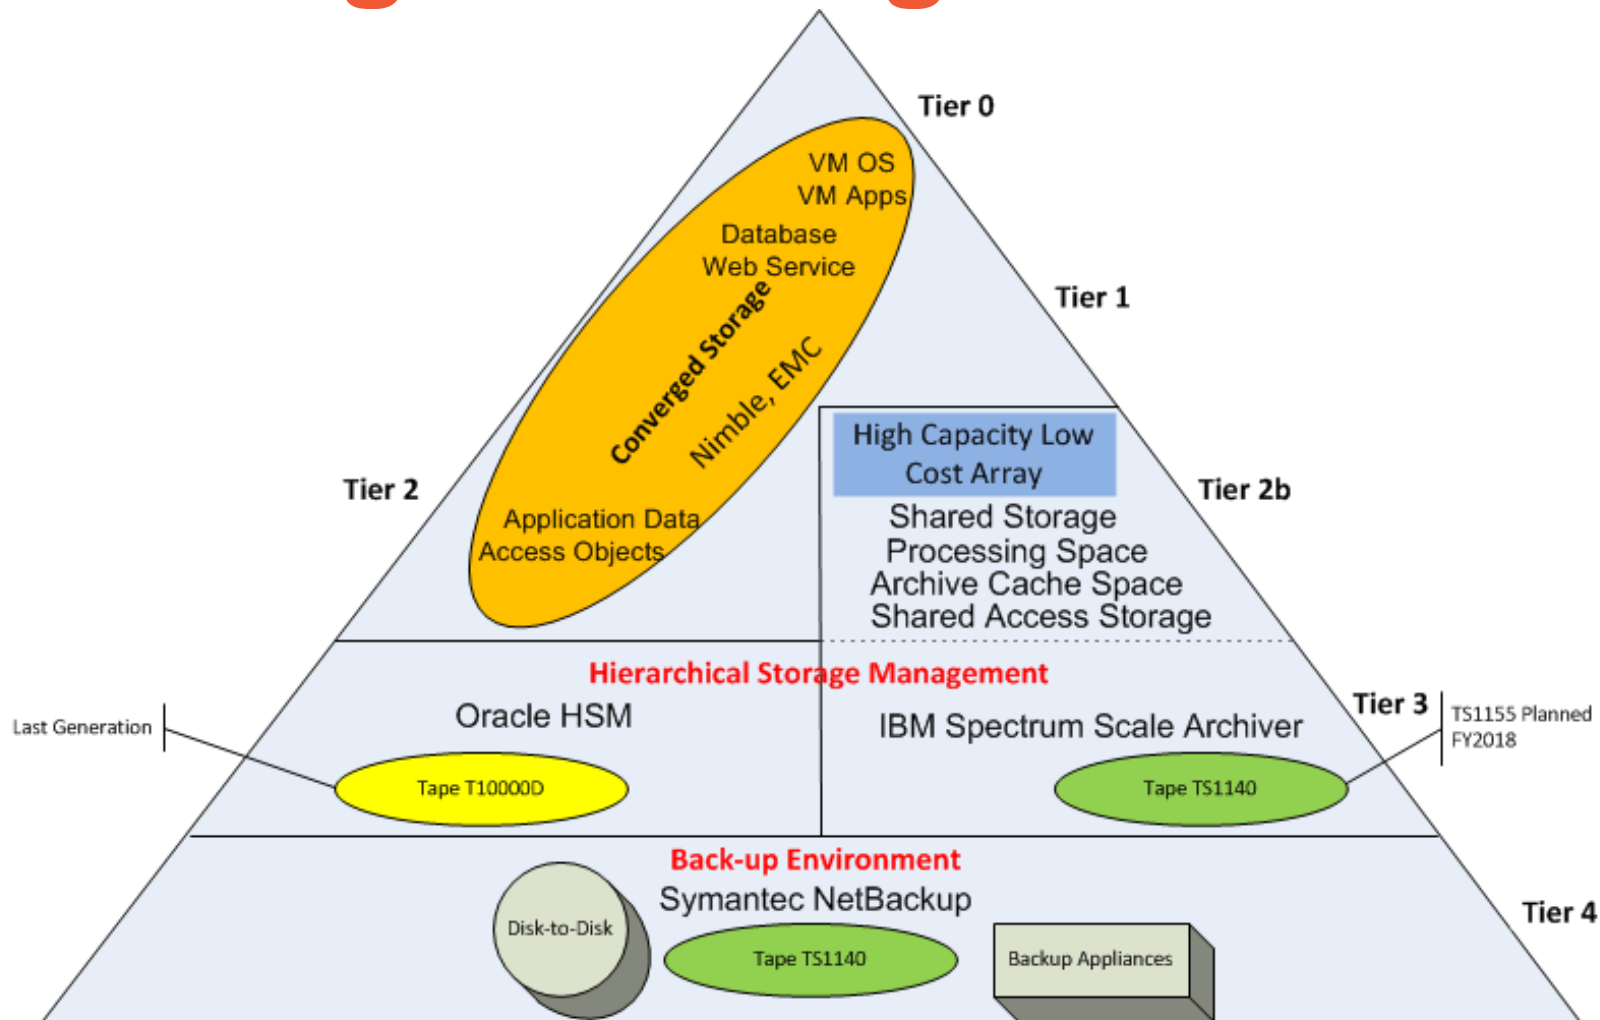 Tier 0
VM OS
VM Apps
Database
Web Service
Tier 1
Converged Storage
Nimble, EMC
High Capacity Low
Cost Array
Tier 2
Tier 2b
Application Data
Access Objects
Shared Storage
Processing Space
Archive Cache Space
Shared Access Storage
Hierarchical Storage Management
Tier 3
Oracle HSM
IBM Spectrum Scale Archiver
Last Generation
TS1155 Planned
FY2018
Tape T10000D
Tape TS1140
Back-up Environment
Symantec NetBackup
Tier 4
Disk-to-Disk
Tape TS1140
Backup Appliances